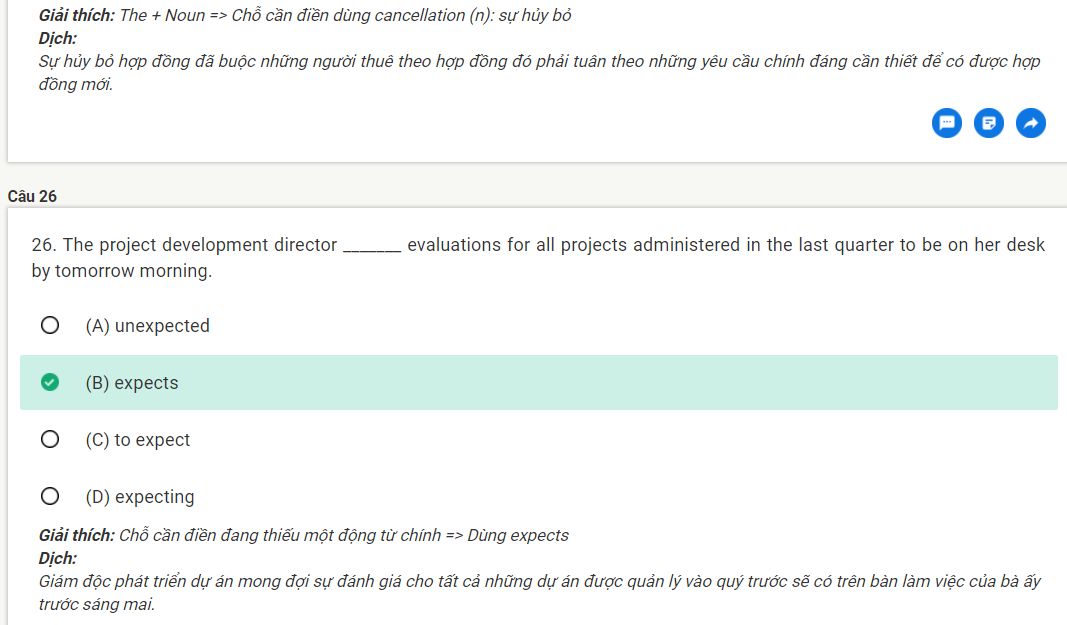 Giải thích: The + Noun => Chỗ cần điền dùng cancellation (n): sự hủy bỏ
Dịch:
Sự hủy bỏ hợp đồng đã buộc những người thuê theo hợp đồng đó phải tuân theo những yêu cầu chính đáng cần thiết để có được hợp
đồng mới.
Câu 26
26. The project development director ______ evaluations for all projects administered in the last quarter to be on her desk
by tomorrow morning.
(A) unexpected
(B) expects
(C) to expect
(D) expecting
Giải thích: Chỗ cần điền đang thiếu một động từ chính => Dùng expects
Dịch:
Giám độc phát triển dự án mong đợi sự đánh giá cho tất cả những dự án được quản lý vào quý trước sẽ có trên bàn làm việc của bà ấy
trước sáng mai.